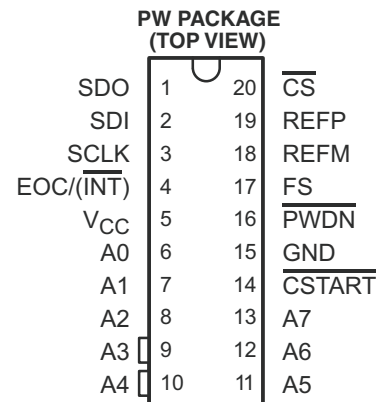 PW PACKAGE
(TOP VIEW)
SDO 1 20 CS
SDI 2 19 REFP
SCLK 3 18 REFM
EOC/(INT) 4 17 FS
VCC 5 16 PWDN
A0 6 15 GND
A1 7 14 CSTART
A2 8 13 A7
A3 9 12 A6
A4 10 11 A5